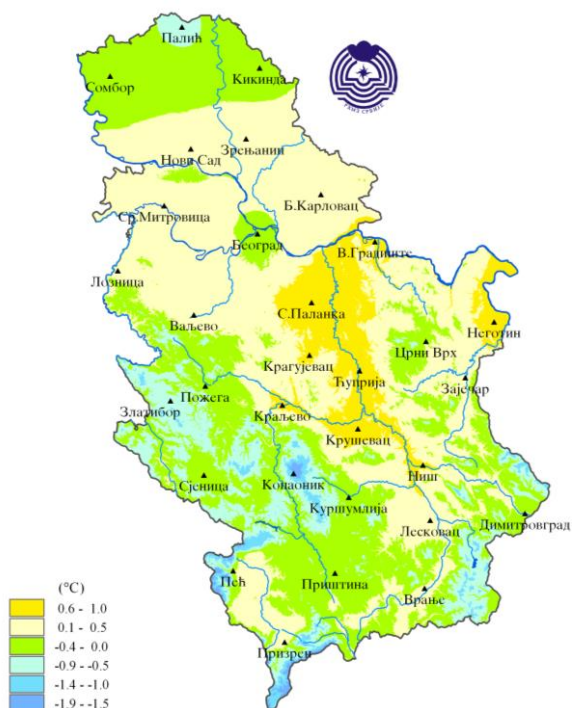 Палић
Кикинда
Сомбор
Зрењанин
Нови Сад
Б.Карловац
Ср.Митровица
Београд
В.Градиште
Лозница
С.Паланка
Ваљево
Неготин
Црни Врх
Крагујевац
Ћуприја
Зајечар
Пожега
Златибор
Краљево
Крушевац
Ниш
Сјеница
Копаоник
Куршумлија
Димитровград
Лесковац
Пећ
Приштина
Врање
Призрен
(°C)
0.6 - 1.0
0.1 - 0.5
-0.4 - 0.0
-0.9 --0.5
-1.4 --1.0
-1.9 --1.5